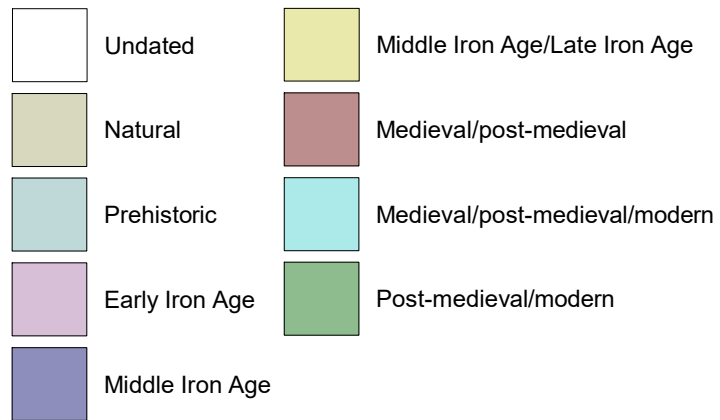 Undated
Natural
Prehistoric
Early Iron Age
Middle Iron Age
Middle Iron Age/Late Iron Age
Medieval/post-medieval
Medieval/post-medieval/modern
Post-medieval/modern